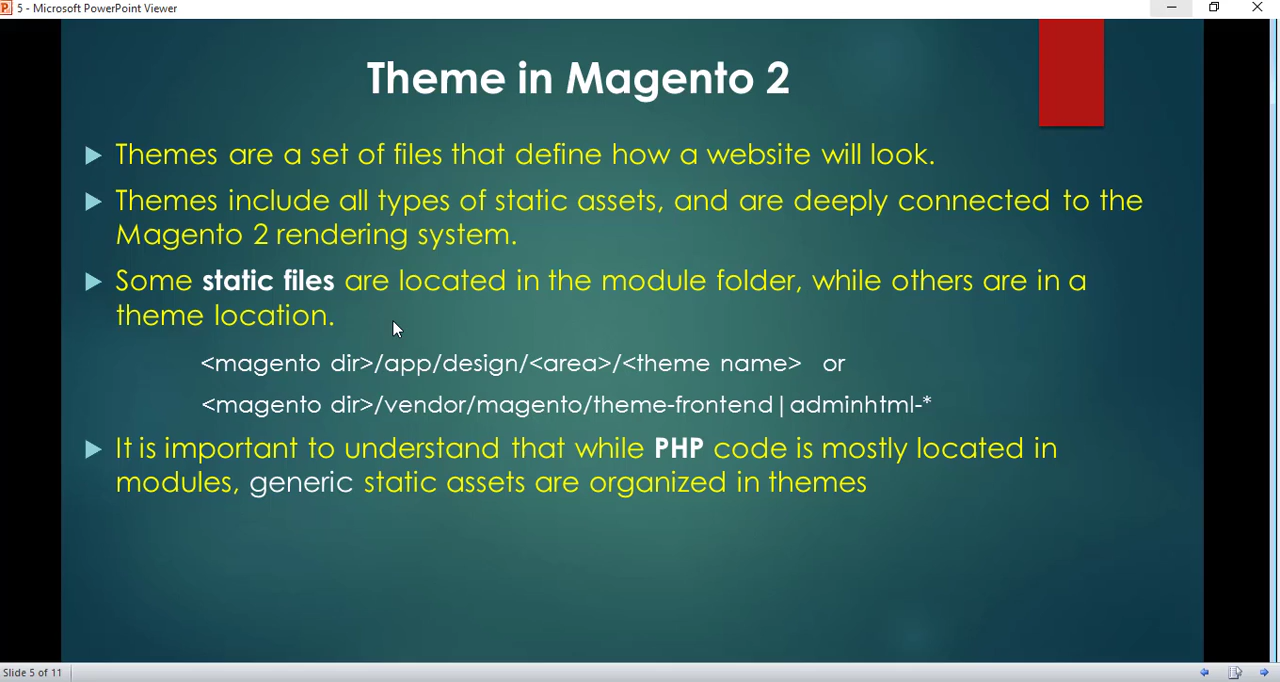 5 - Microsoft PowerPoint Viewer
Theme in Magento 2
Themes are a set of files that define how a website will look.
Themes include all types of static assets, and are deeply connected to the
Magento 2 rendering system.
Some static files are located in the module folder, while others are in a
theme location.
<magento dir>/app/design/<area>/<theme name> or
<magento dir>/vendor/magento/theme-frontend|adminhtml-*
It is important to understand that while PHP code is mostly located in
modules, generic static assets are organized in themes
Slide 5 of 11